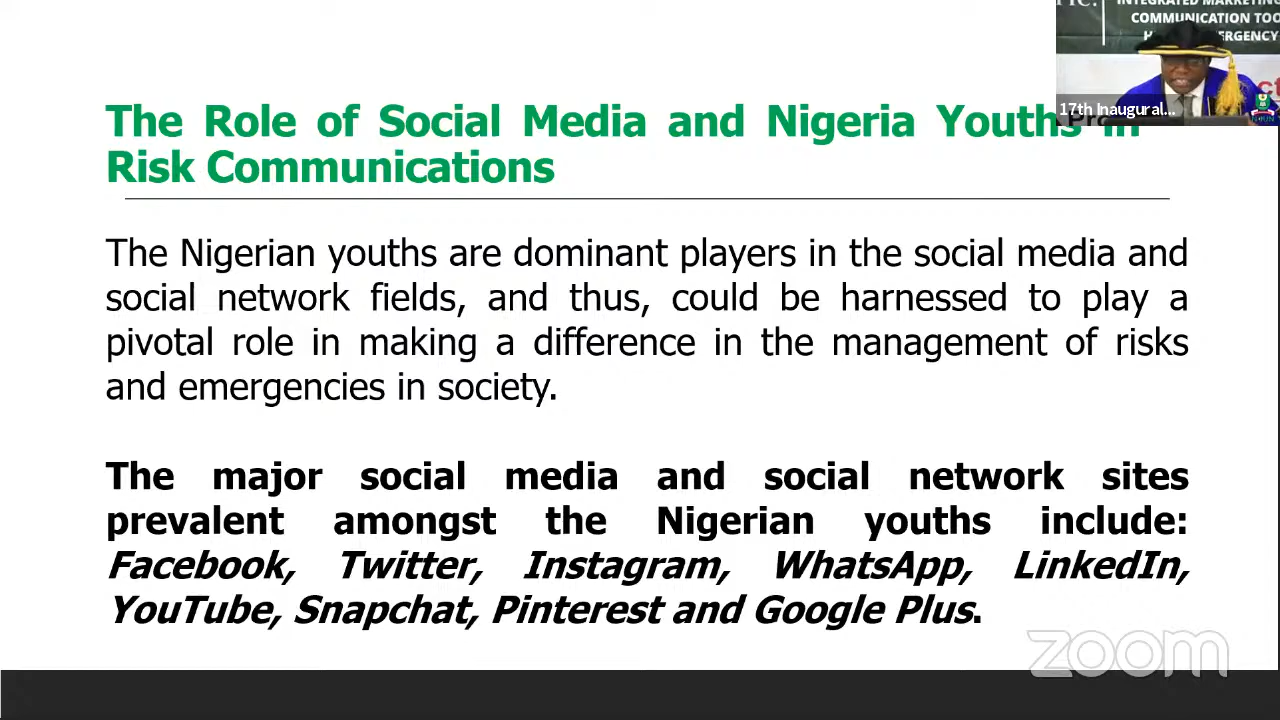 INTEGRATED MARKETING
COMMUNICATION TOO
17th Inaugural...
The Role of Social Media and Nigeria Youths in
Risk Communications
The Nigerian youths are dominant players in the social media and
social network fields, and thus, could be harnessed to play a
pivotal role in making a difference in the management of risks
and emergencies in society.
The major social media and social network sites
prevalent amongst the Nigerian youths include:
Facebook, Twitter, Instagram, WhatsApp, LinkedIn,
YouTube, Snapchat, Pinterest and Google Plus.
zoom